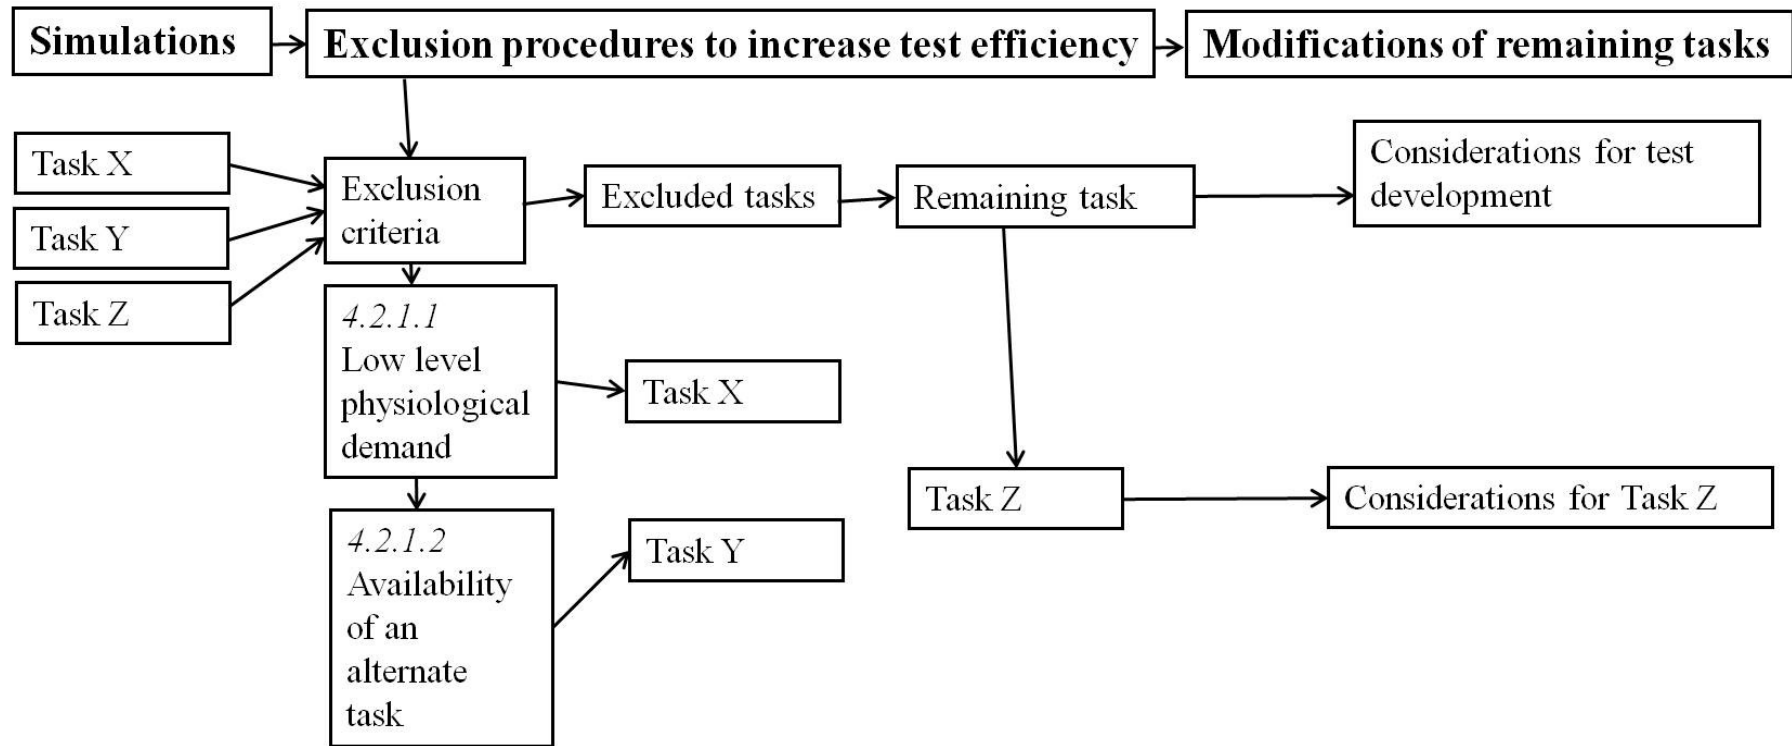 Simulations
Exclusion procedures to increase test efficiency
Modifications of remaining tasks
Task X
Task Y
Task Z
Exclusion
criteria
Excluded tasks
Remaining task
Considerations for test
development
4.2.1.1
Low level
physiological
demand
Task X
4.2.1.2
Availability
of an
alternate
task
Task Y
Task Z
Considerations for Task Z